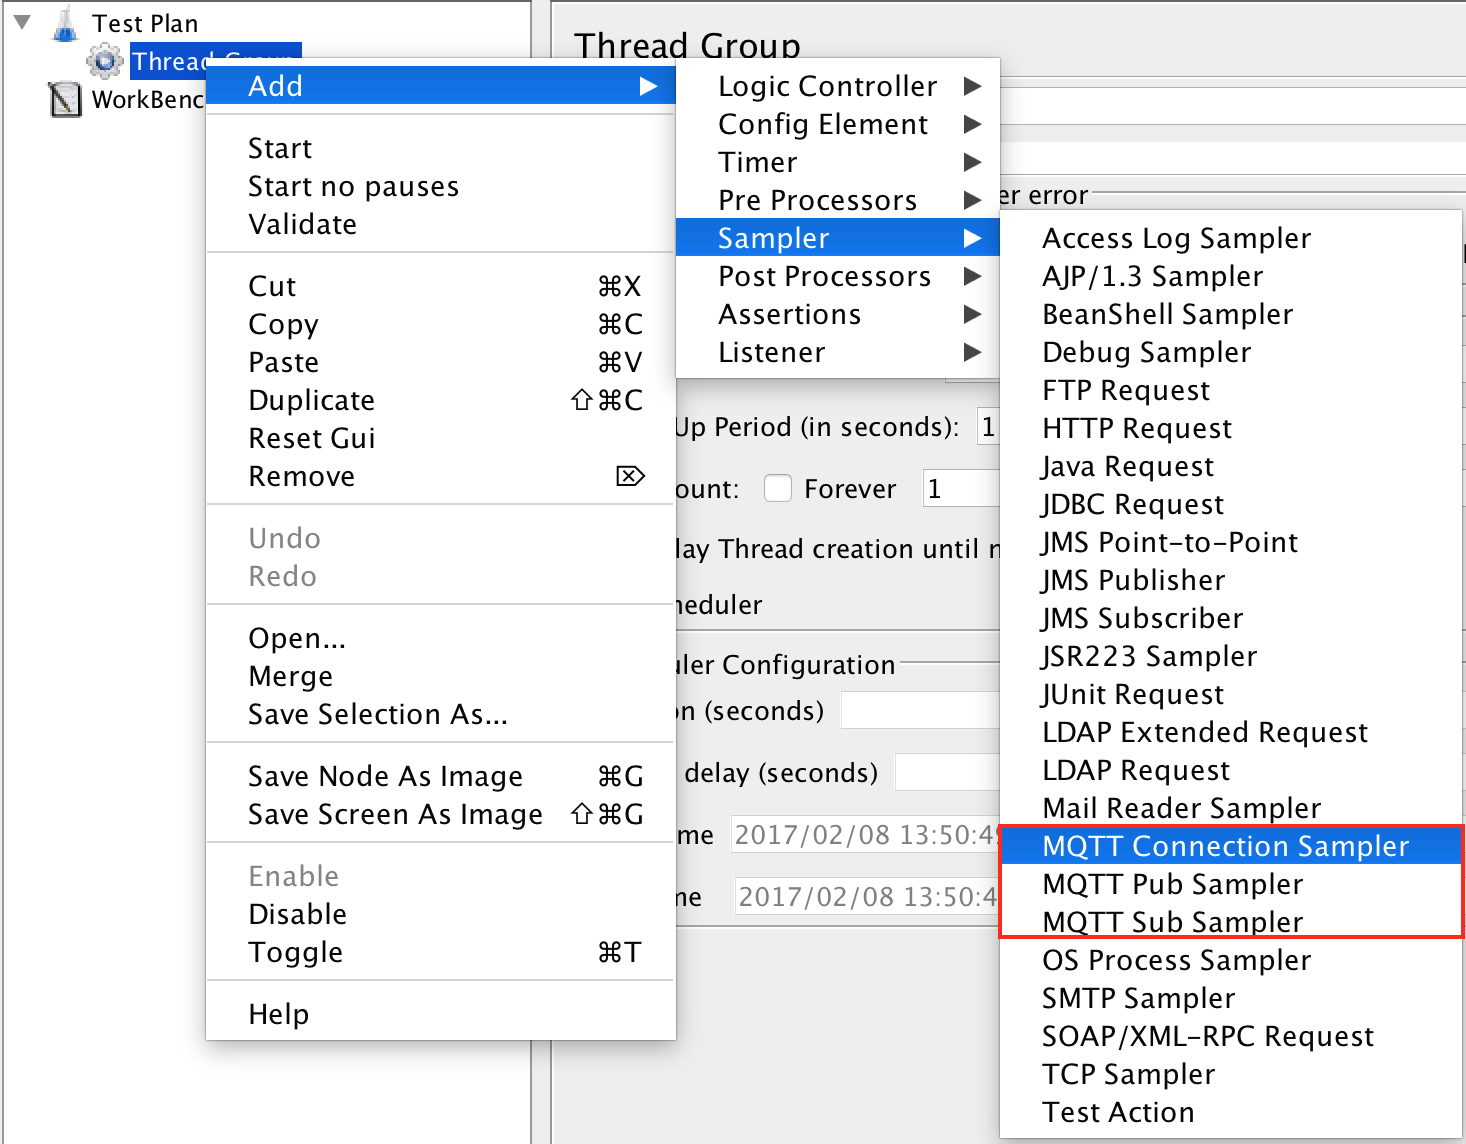 Test Plan
Thread Group
WorkBenc
Thread Group
Add
Start
Start no pauses
Validate
Cut ⌘X
Copy ⌘C
Paste ⌘V
Duplicate ⇧⌘C
Reset Gui
Remove ⌦
Undo
Redo
Open...
Merge
Save Selection As...
Save Node As Image ⌘G
Save Screen As Image ⇧⌘G
Enable
Disable
Toggle ⌘T
Help
Logic Controller
Config Element
Timer
Pre Processors
Sampler
Post Processors
Assertions
Listener
er error
Up Period (in seconds): 1
ount: Forever 1
lay Thread creation until n
heduler
uler Configuration
on (seconds)
delay (seconds)
me 2017/02/08 13:50:49
me 2017/02/08 13:50:4
Access Log Sampler
AJP/1.3 Sampler
BeanShell Sampler
Debug Sampler
FTP Request
HTTP Request
Java Request
JDBC Request
JMS Point-to-Point
JMS Publisher
JMS Subscriber
JSR223 Sampler
JUnit Request
LDAP Extended Request
LDAP Request
Mail Reader Sampler
MQTT Connection Sampler
MQTT Pub Sampler
MQTT Sub Sampler
OS Process Sampler
SMTP Sampler
SOAP/XML-RPC Request
TCP Sampler
Test Action